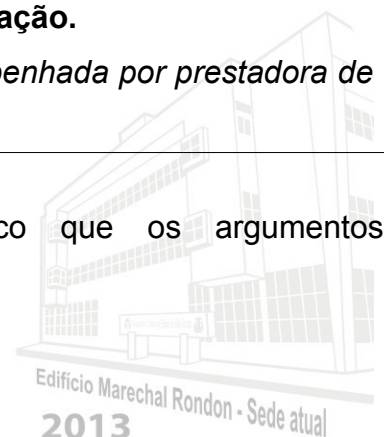 ação.
penhada por prestadora de
co que os argumentos
Edifício Marechal Rondon - Sede atual
2013